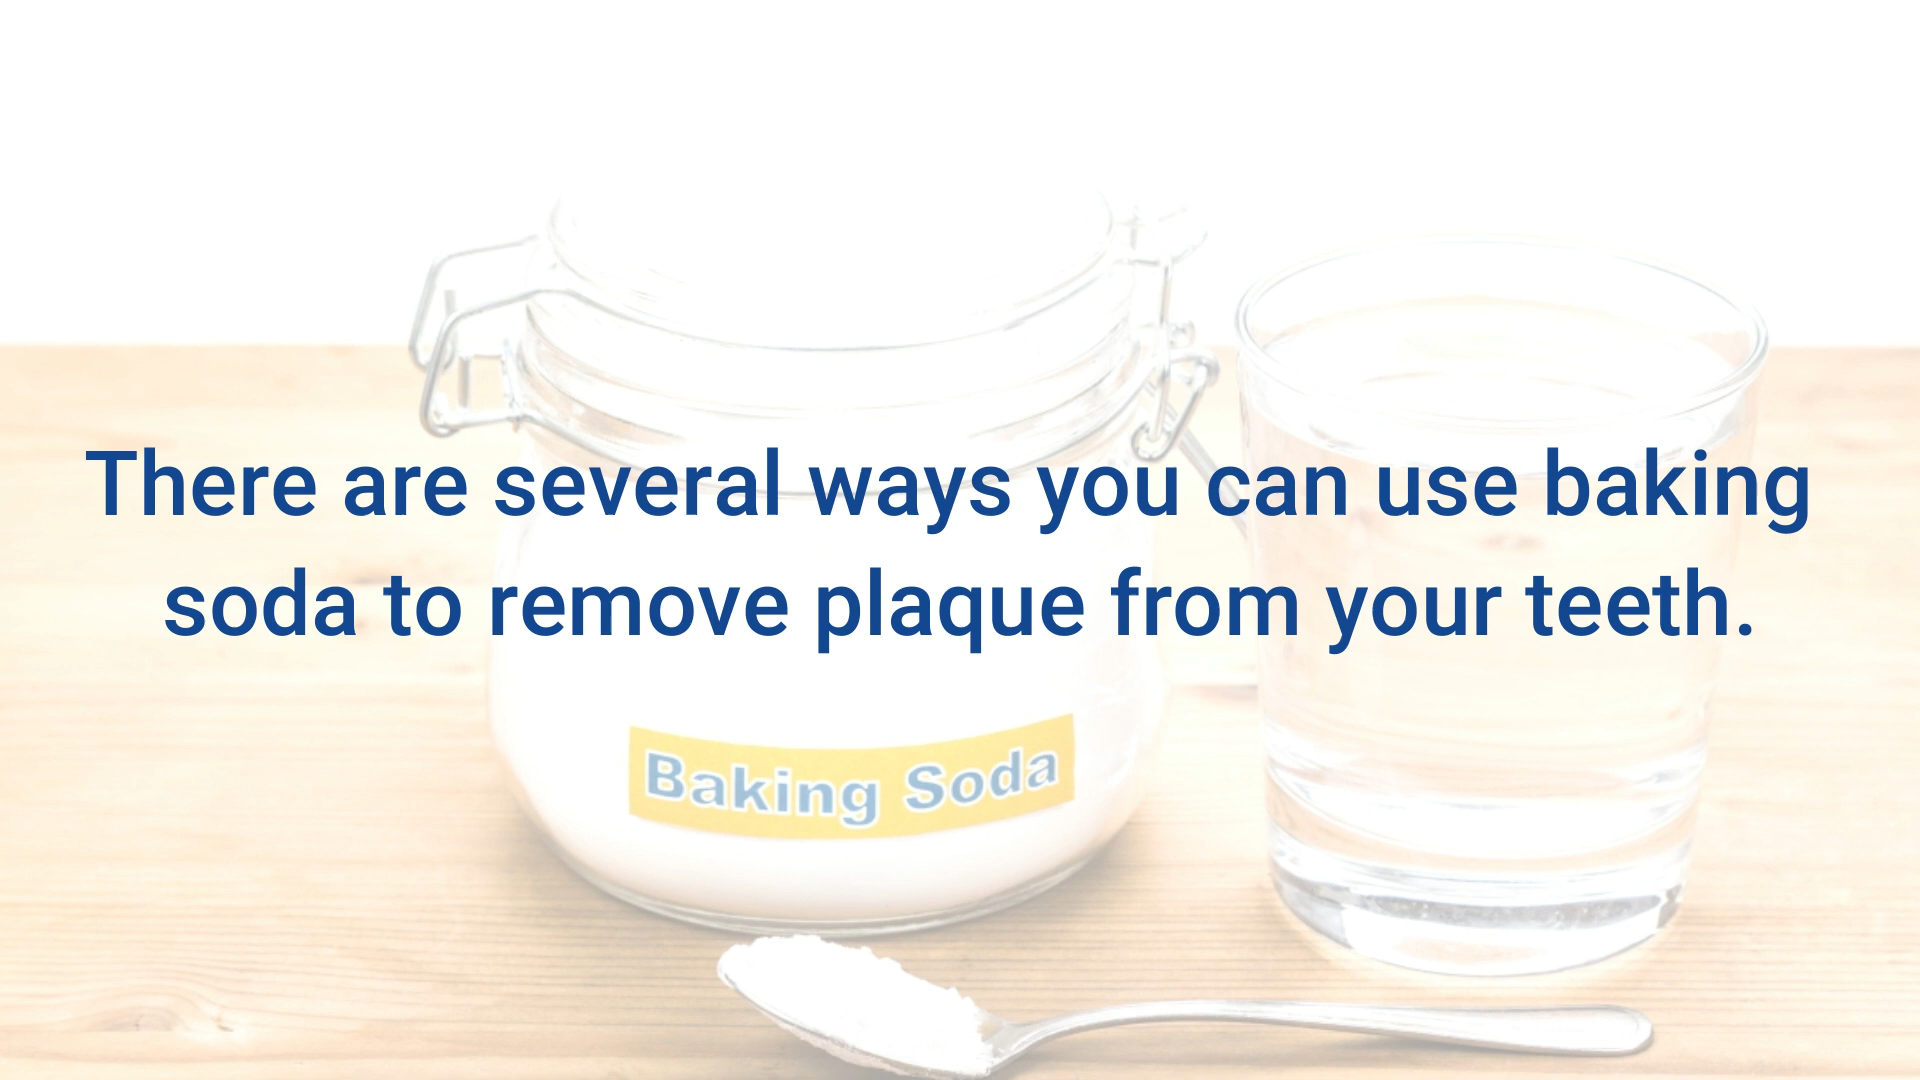 There are several ways you can use baking
soda to remove plaque from your teeth.
Baking Soda